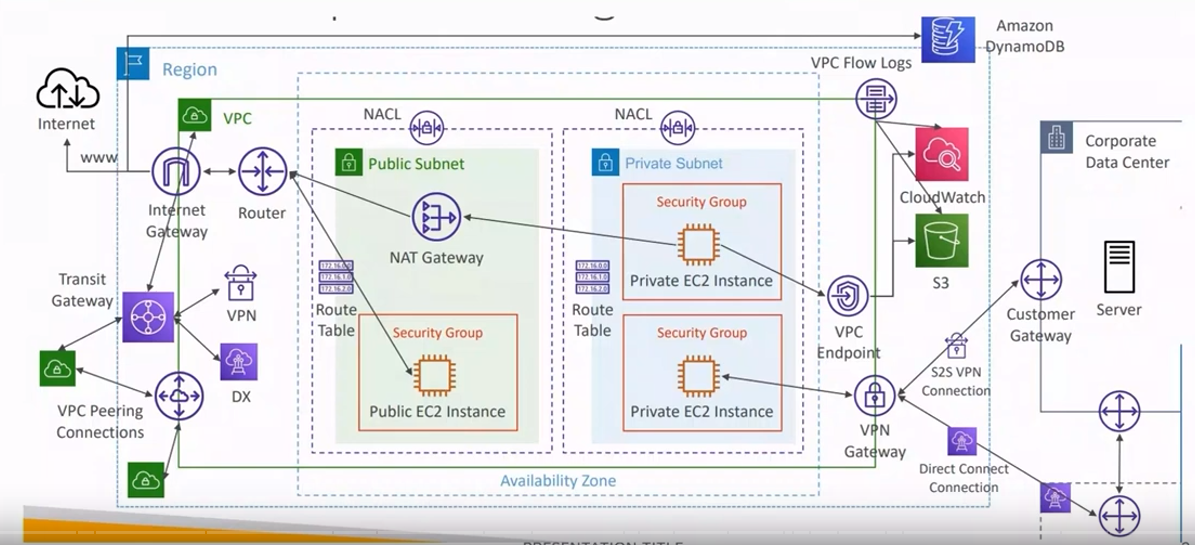 Amazon
DynamoDB
VPC Flow Logs
Region
Internet
www
VPC
NACL
NACL
Corporate
Data Center
Public Subnet
Private Subnet
CloudWatch
Internet
Gateway
Router
NAT Gateway
Security Group
Private EC2 Instance
S3
Transit
Gateway
VPN
172.16.0.0
172.16.1.0
172.16.2.0
Route
Table
172.16.0.0
172.16.1.0
172.16.2.0
Route
Table
VPC
Endpoint
Customer
Gateway
Server
Security Group
Public EC2 Instance
Security Group
Private EC2 Instance
S2S VPN
Connection
DX
VPC Peering
Connections
VPN
Gateway
Direct Connect
Connection
Availability Zone
PRESENTATION TITLE